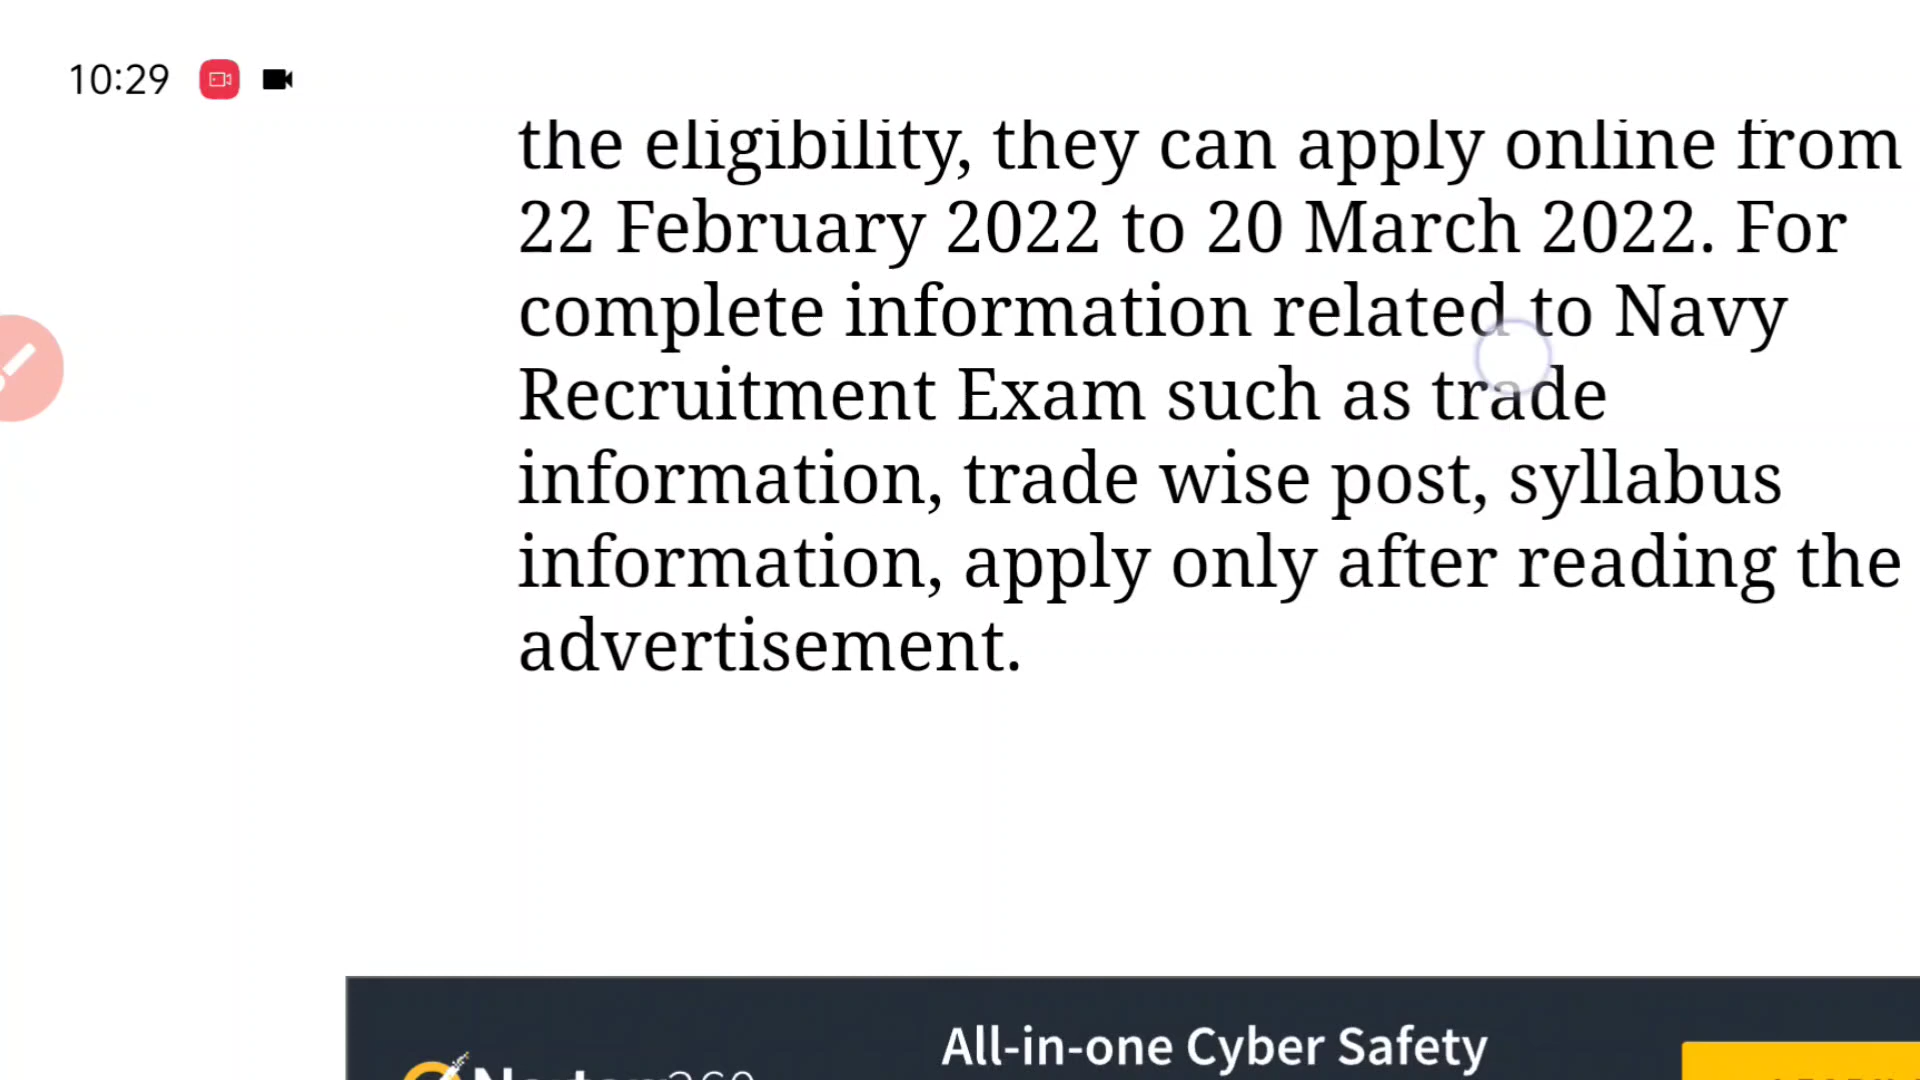 10:29
the eligibility, they can apply online from
22 February 2022 to 20 March 2022. For
complete information related to Navy
Recruitment Exam such as trade
information, trade wise post, syllabus
information, apply only after reading the
advertisement.
All-in-one Cyber Safety
Norton360